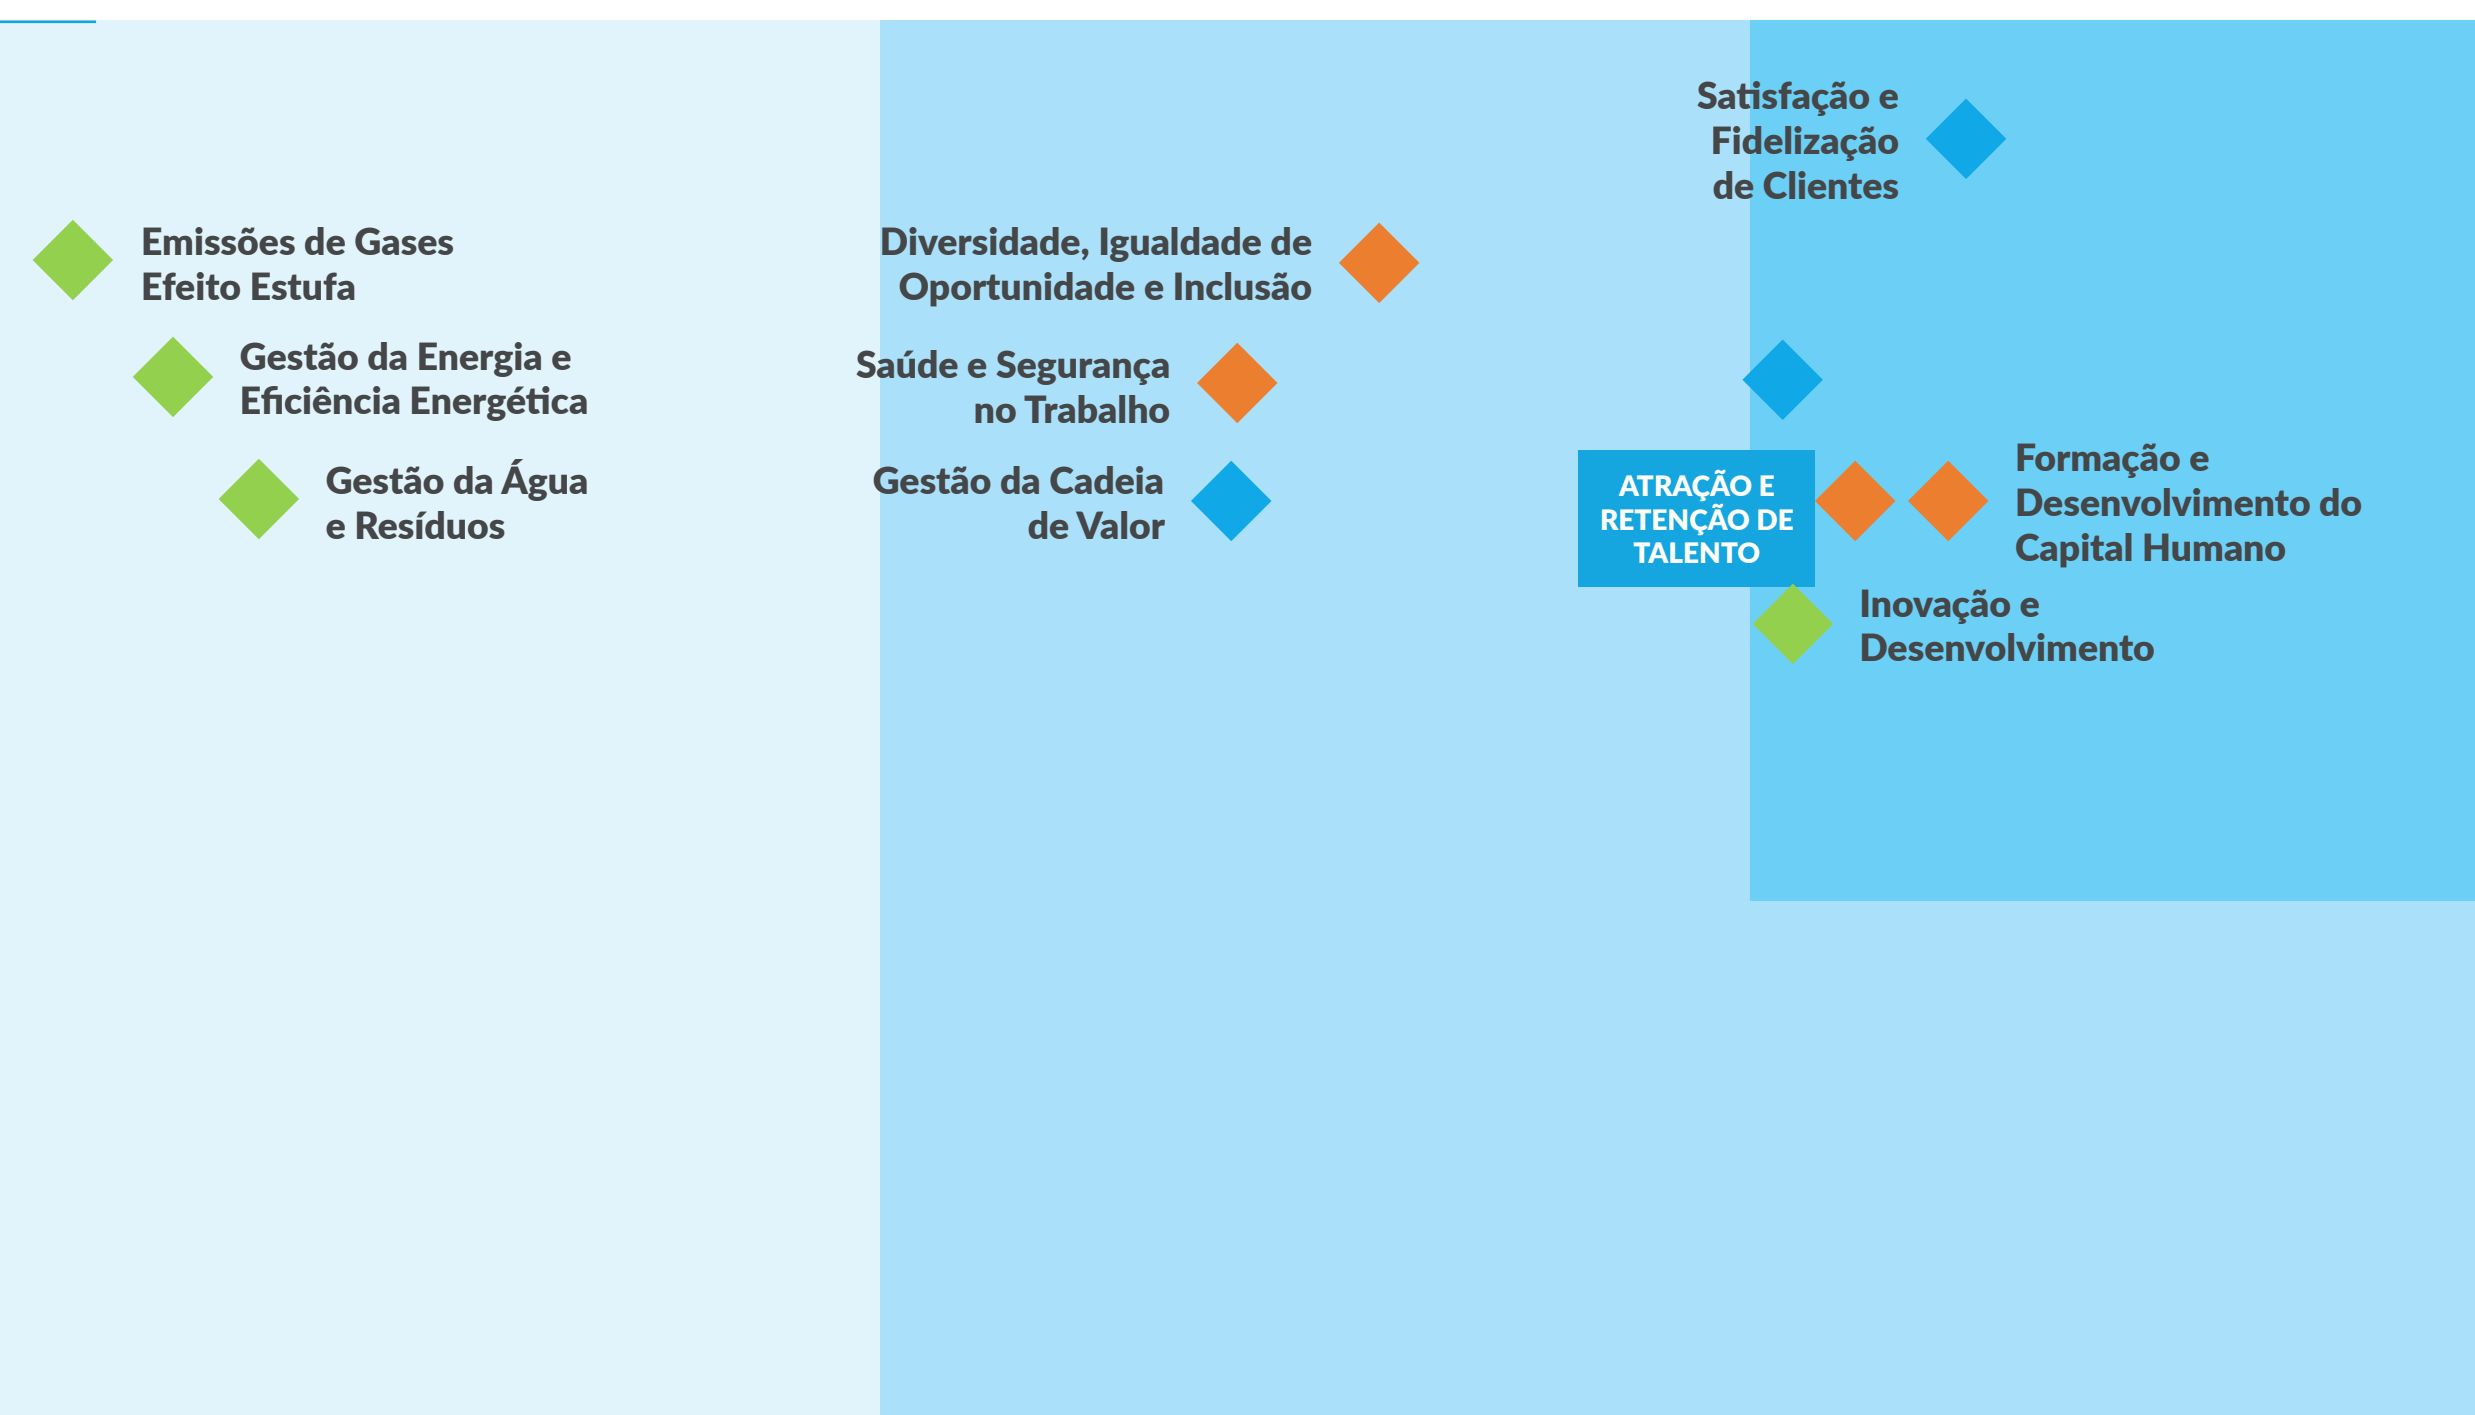 Satisfação e
Fidelização
de Clientes
Emissões de Gases
Efeito Estufa
Diversidade, Igualdade de
Oportunidade e Inclusão
Gestão da Energia e
Eficiência Energética
Saúde e Segurança
no Trabalho
Gestão da Água
e Resíduos
Gestão da Cadeia
de Valor
ATRAÇÃO E
RETENÇÃO DE
TALENTO
Formação e
Desenvolvimento do
Capital Humano
Inovação e
Desenvolvimento